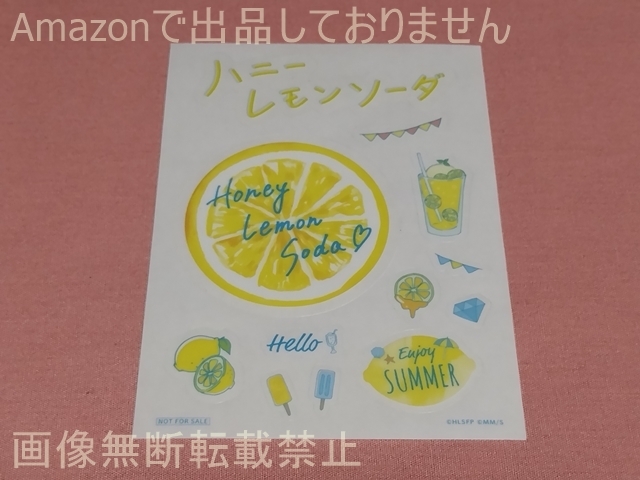 Amazonで出品しておりません
ハニー
レモンソーダ
Honey
Lemon
Soda♡
Hello
Enjoy
SUMMER
NOT FOR SALE
©HLSFP ©MM/S
画像無断転載禁止